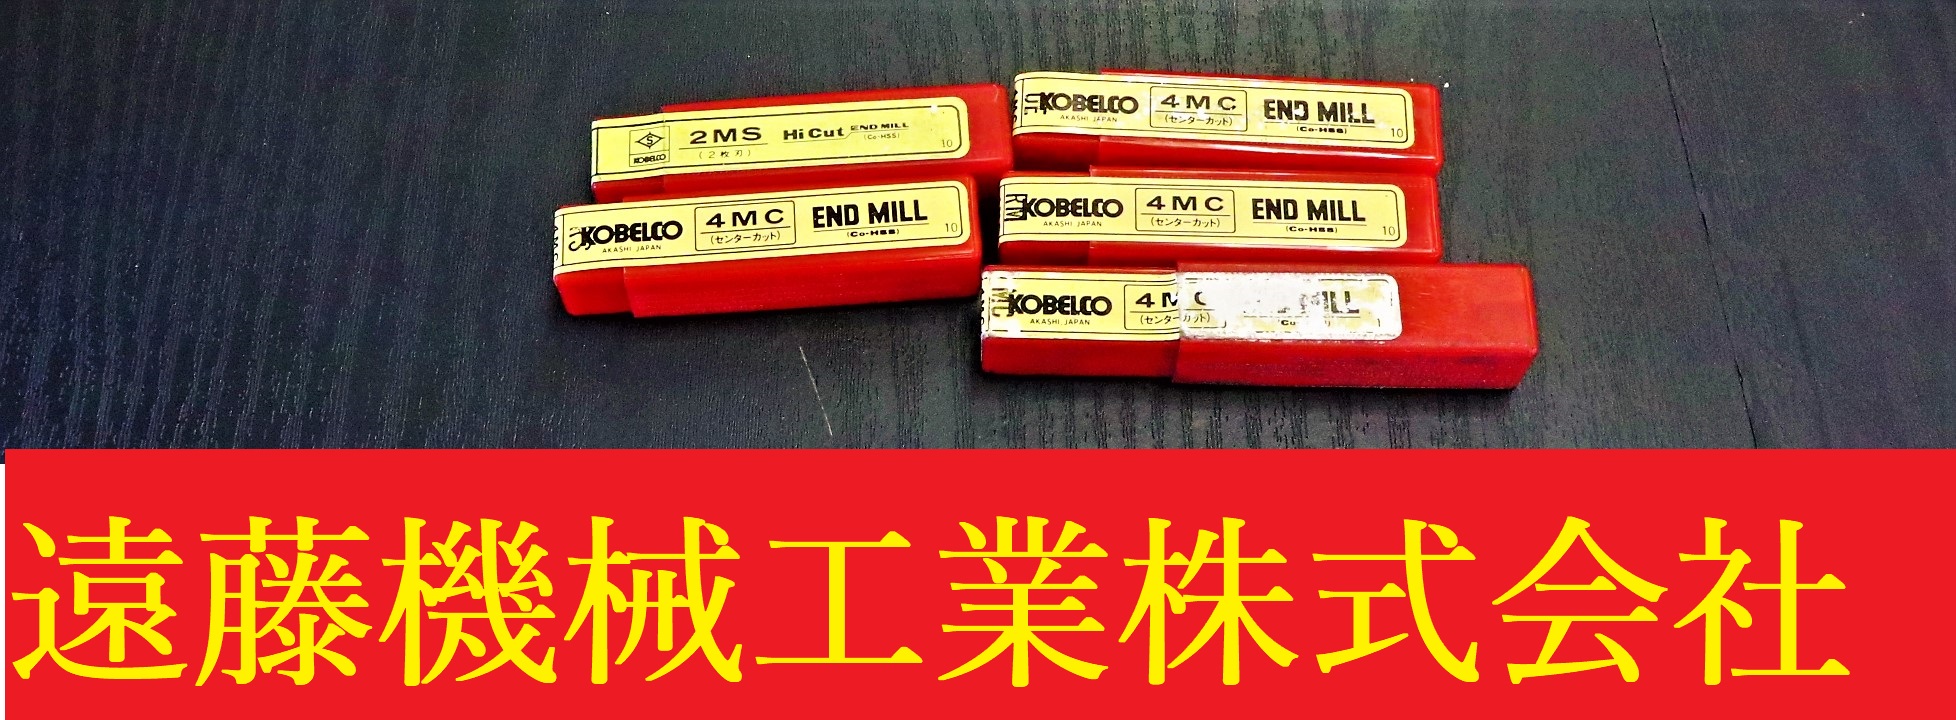 S
KOBELCO
2MS
(2枚刃)
HiCut END MILL
(Co-HSS)
10
KOBELCO
AKASHI JAPAN
4MC
(センターカット)
END MILL
(Co-HSS)
10
KOBELCO
AKASHI JAPAN
4MC
(センターカット)
END MILL
(Co-HSS)
10
KOBELCO
AKASHI JAPAN
4MC
(センターカット)
END MILL
(Co-HSS)
10
KOBELCO
AKASHI JAPAN
4MC
(センターカット)
MILL
遠藤機械工業株式会社